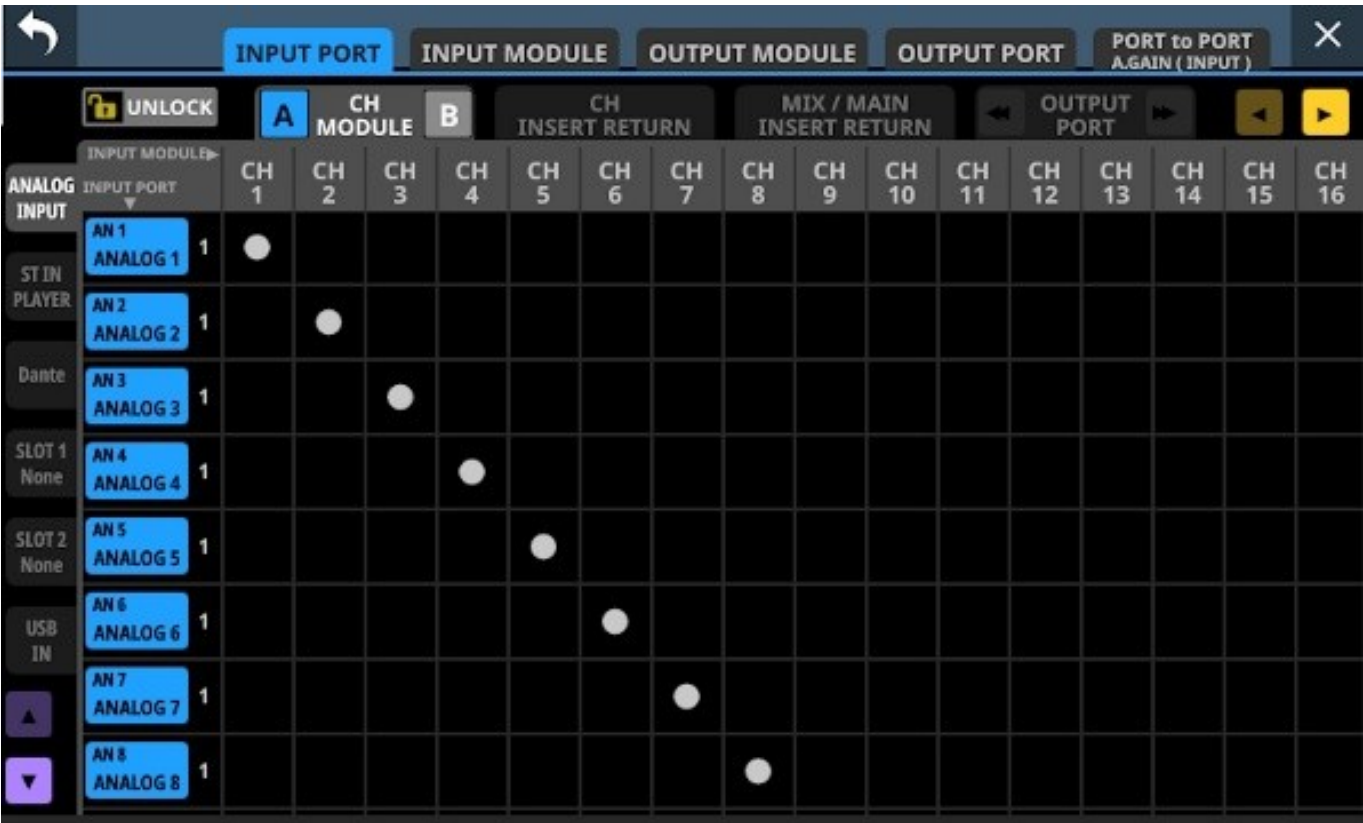 INPUT PORT
INPUT MODULE
OUTPUT MODULE
OUTPUT PORT
PORT to PORT
A.GAIN ( INPUT )
UNLOCK
A
CH
MODULE
B
CH
INSERT RETURN
MIX / MAIN
INSERT RETURN
OUTPUT
PORT
INPUT MODULE
INPUT PORT
CH
1
CH
2
CH
3
CH
4
CH
5
CH
6
CH
7
CH
8
CH
9
CH
10
CH
11
CH
12
CH
13
CH
14
CH
15
CH
16
ANALOG
INPUT
ST IN
PLAYER
Dante
SLOT 1
None
SLOT 2
None
USB
IN
AN 1
ANALOG 1
1
AN 2
ANALOG 2
1
AN 3
ANALOG 3
1
AN 4
ANALOG 4
1
AN 5
ANALOG 5
1
AN 6
ANALOG 6
1
AN 7
ANALOG 7
1
AN 8
ANALOG 8
1